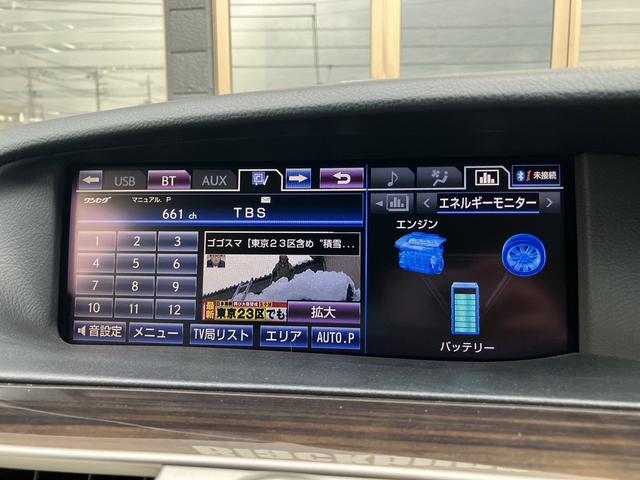 USB
BT
AUX
TV
未接続
ワンセグ
マニュアル. P
661 ch
TBS
エネルギーモニター
1 2 3
4 5 6
7 8 9
10 11 12
ゴゴスマ【東京２３区含め“積雪...
最新
東京23区でも
拡大
エンジン
バッテリー
音設定
メニュー
TV局リスト
エリア
AUTO.P